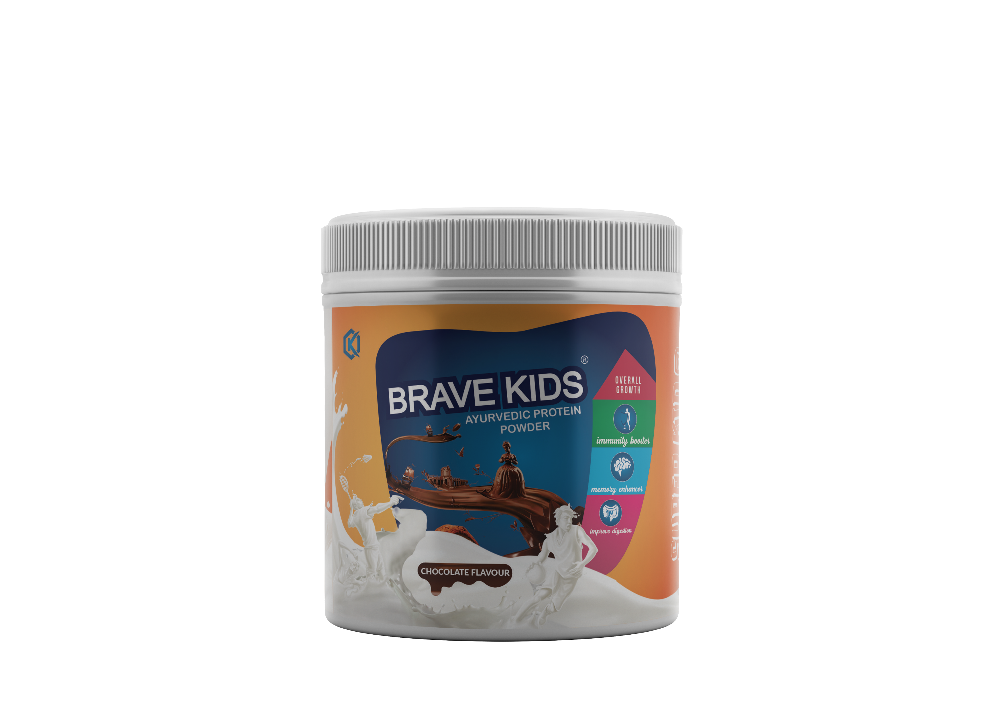 BRAVE KIDS ®
AYURVEDIC PROTEIN
POWDER
OVERALL
GROWTH
immunity booster
memory enhancer
improve digestion
CHOCOLATE FLAVOUR